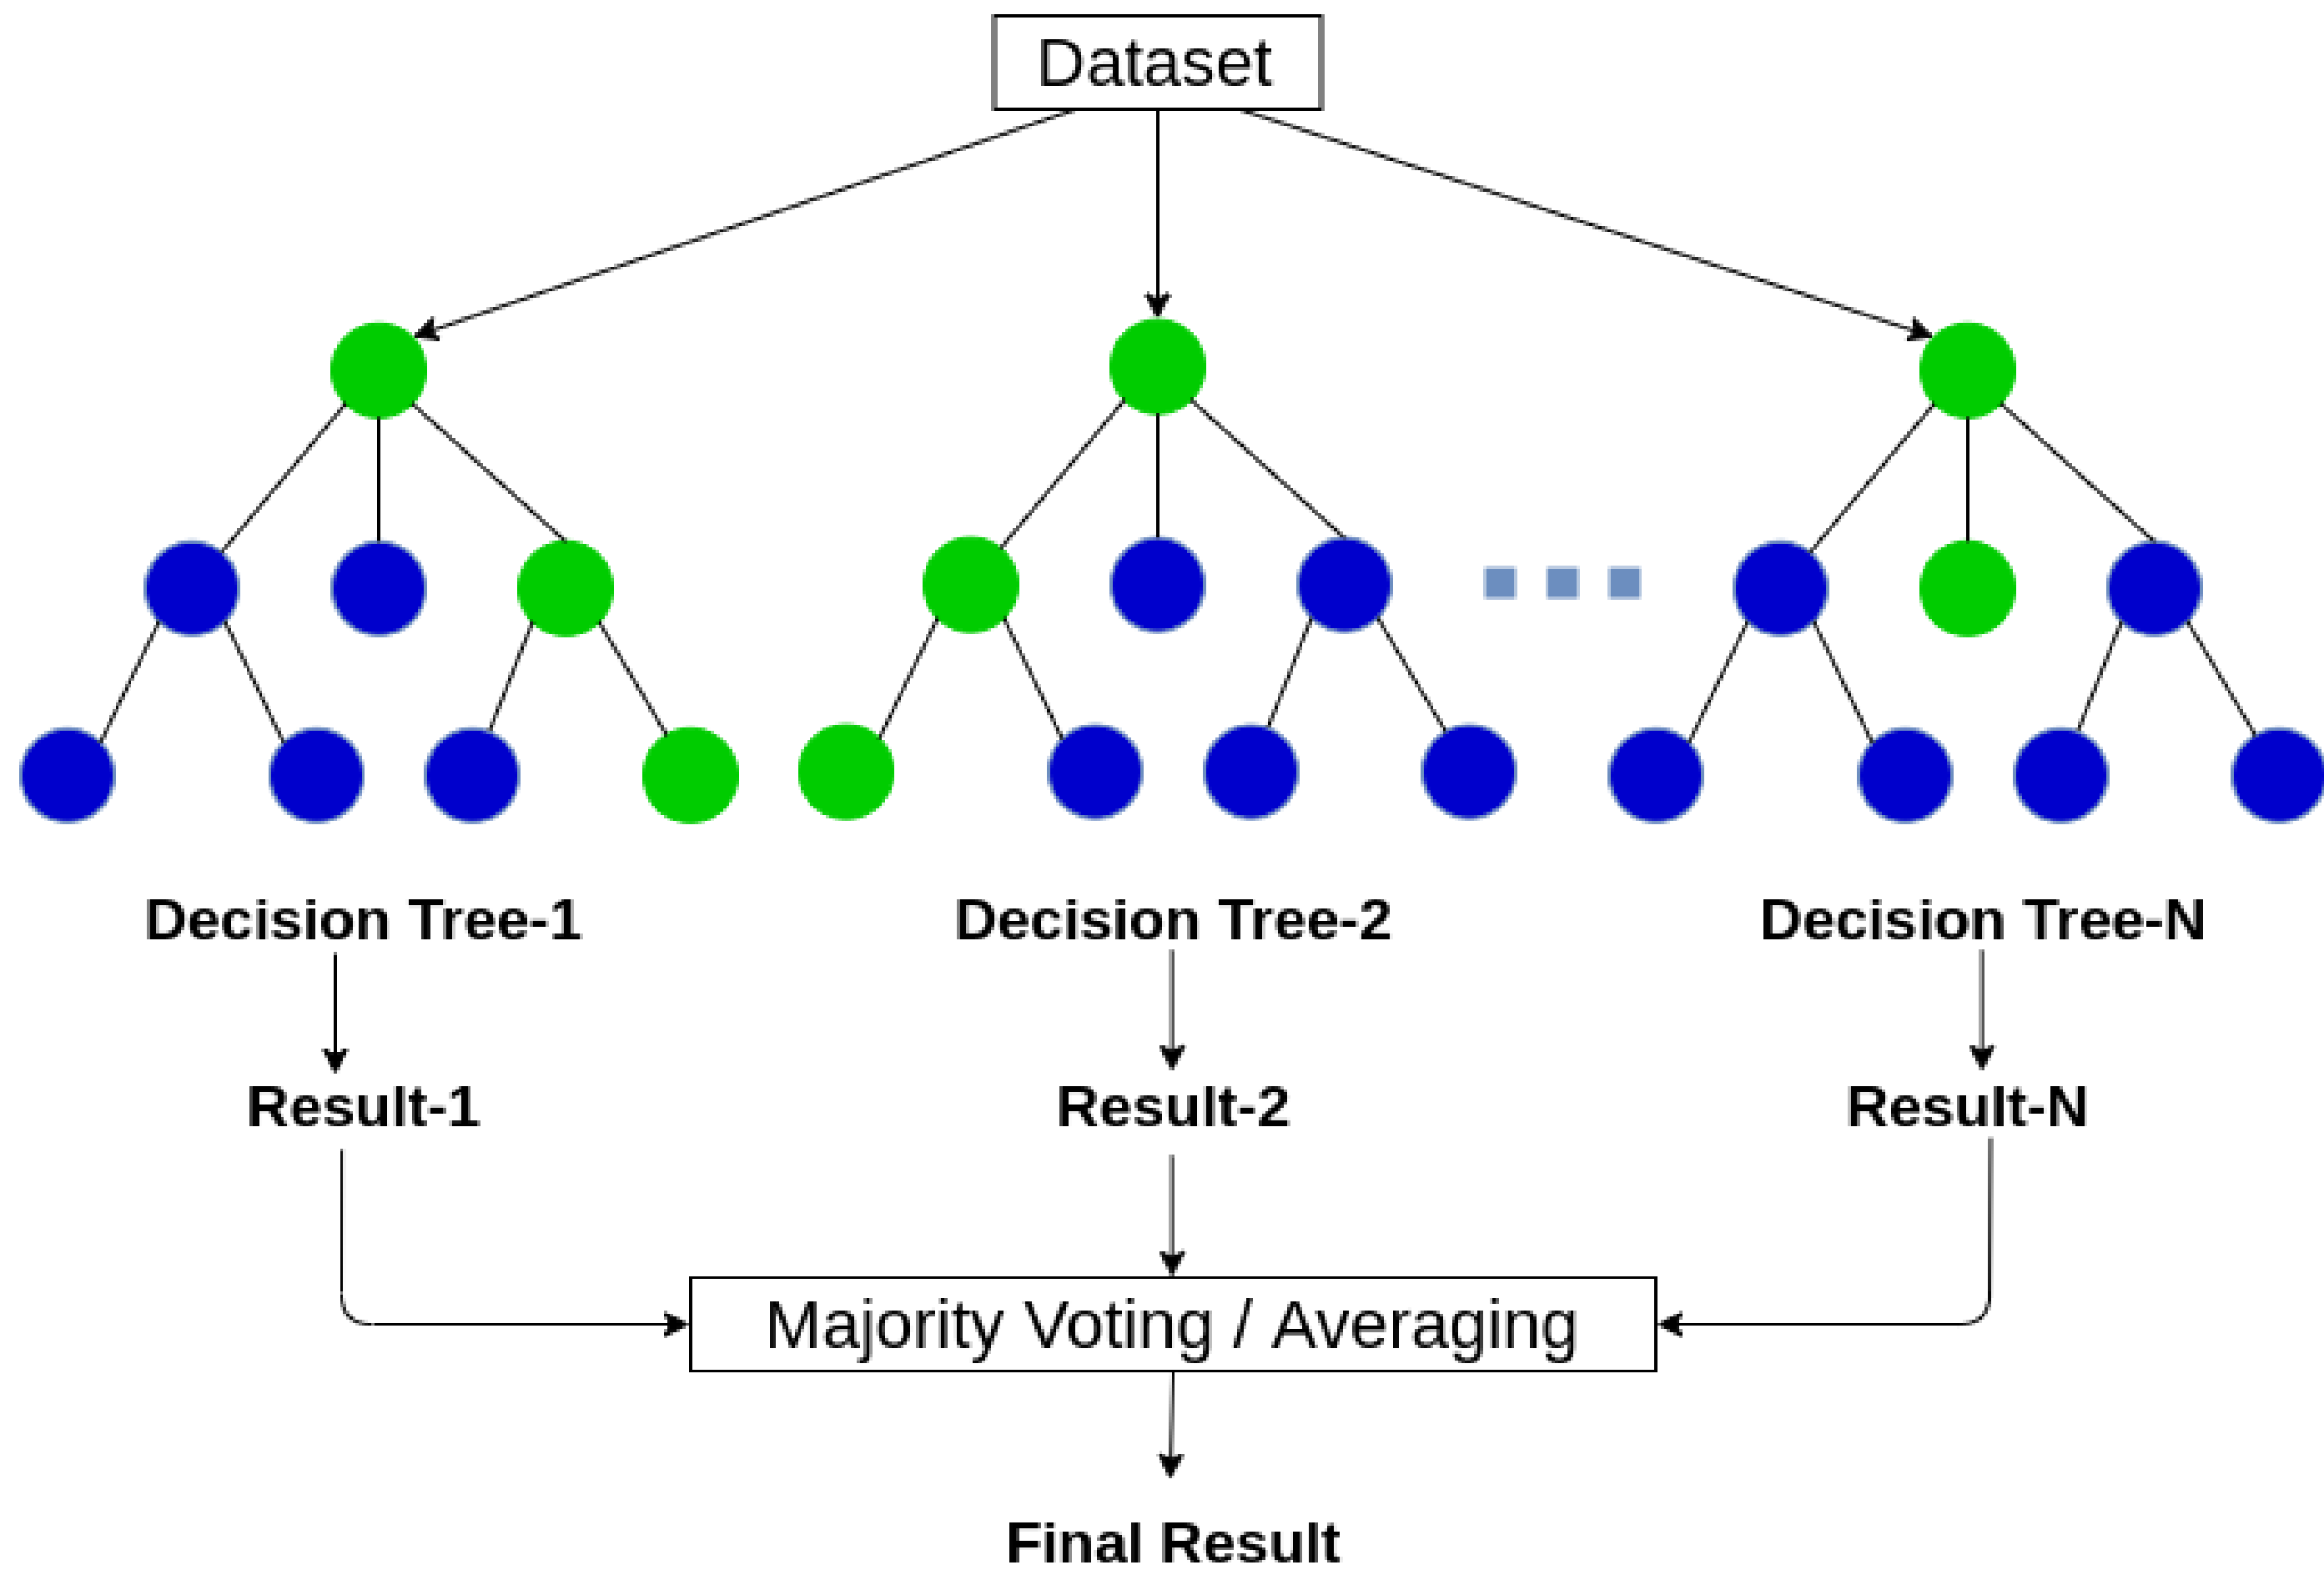 Dataset
Decision Tree-1
Decision Tree-2
Decision Tree-N
Result-1
Result-2
Result-N
Majority Voting / Averaging
Final Result